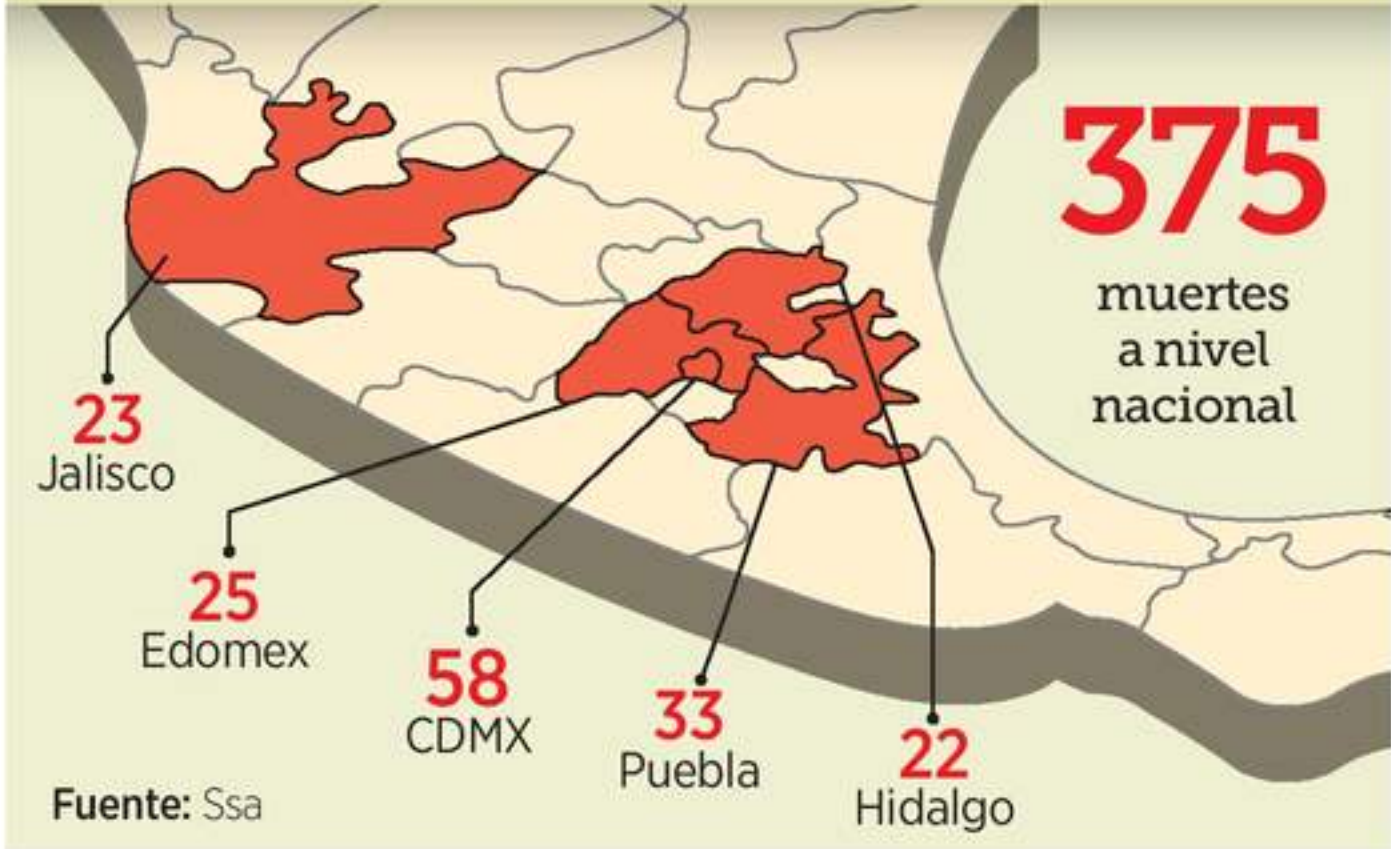 375
muertes
a nivel
nacional
23
Jalisco
25
Edomex
58
CDMX
33
Puebla
22
Hidalgo
Fuente: Ssa